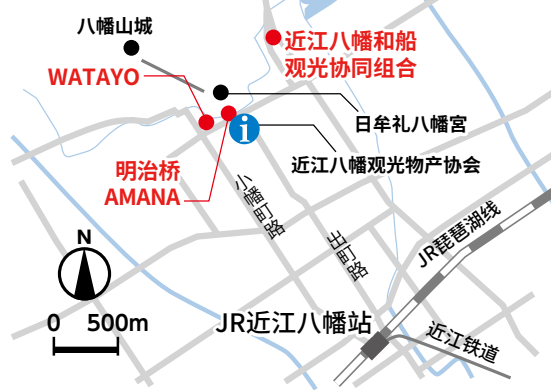 八幡山城
近江八幡和船
观光协同组合
WATAYO
日牟礼八幡宫
i
近江八幡观光物产协会
明治桥
AMANA
小幡町路
出町路
JR琵琶湖线
N
0 500m
JR近江八幡站
近江铁道